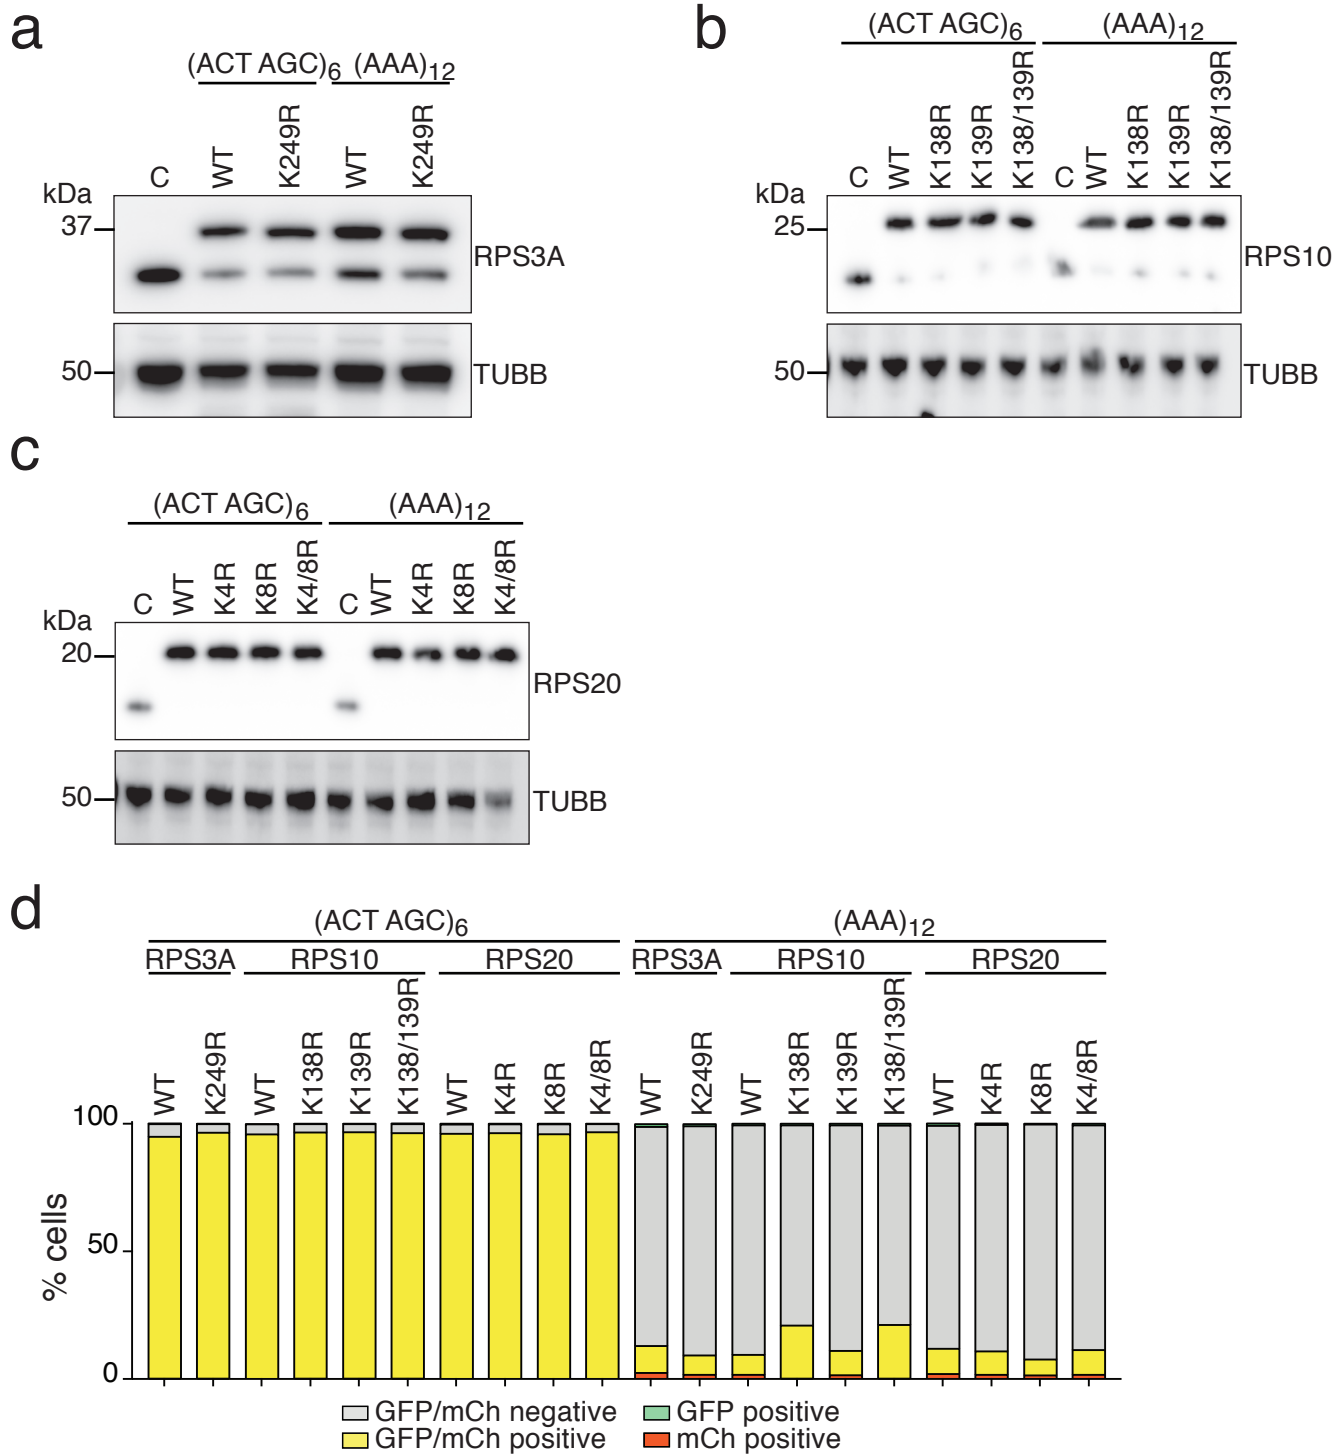 a
(ACT AGC)6 (AAA)12
C WT K249R WT K249R
kDa
37
RPS3A
50
TUBB
b
(ACT AGC)6 (AAA)12
C WT K138R K139R K138/139R C WT K138R K139R K138/139R
kDa
25
RPS10
50
TUBB
c
(ACT AGC)6 (AAA)12
C WT K4R K8R K4/8R C WT K4R K8R K4/8R
kDa
20
RPS20
50
TUBB
d
(ACT AGC)6 (AAA)12
RPS3A RPS10 RPS20 RPS3A RPS10 RPS20
WT K249R WT K138R K139R K138/139R WT K4R K8R K4/8R WT K249R WT K138R K139R K138/139R WT K4R K8R K4/8R
100
50
0
% cells
GFP/mCh negative GFP positive
GFP/mCh positive mCh positive